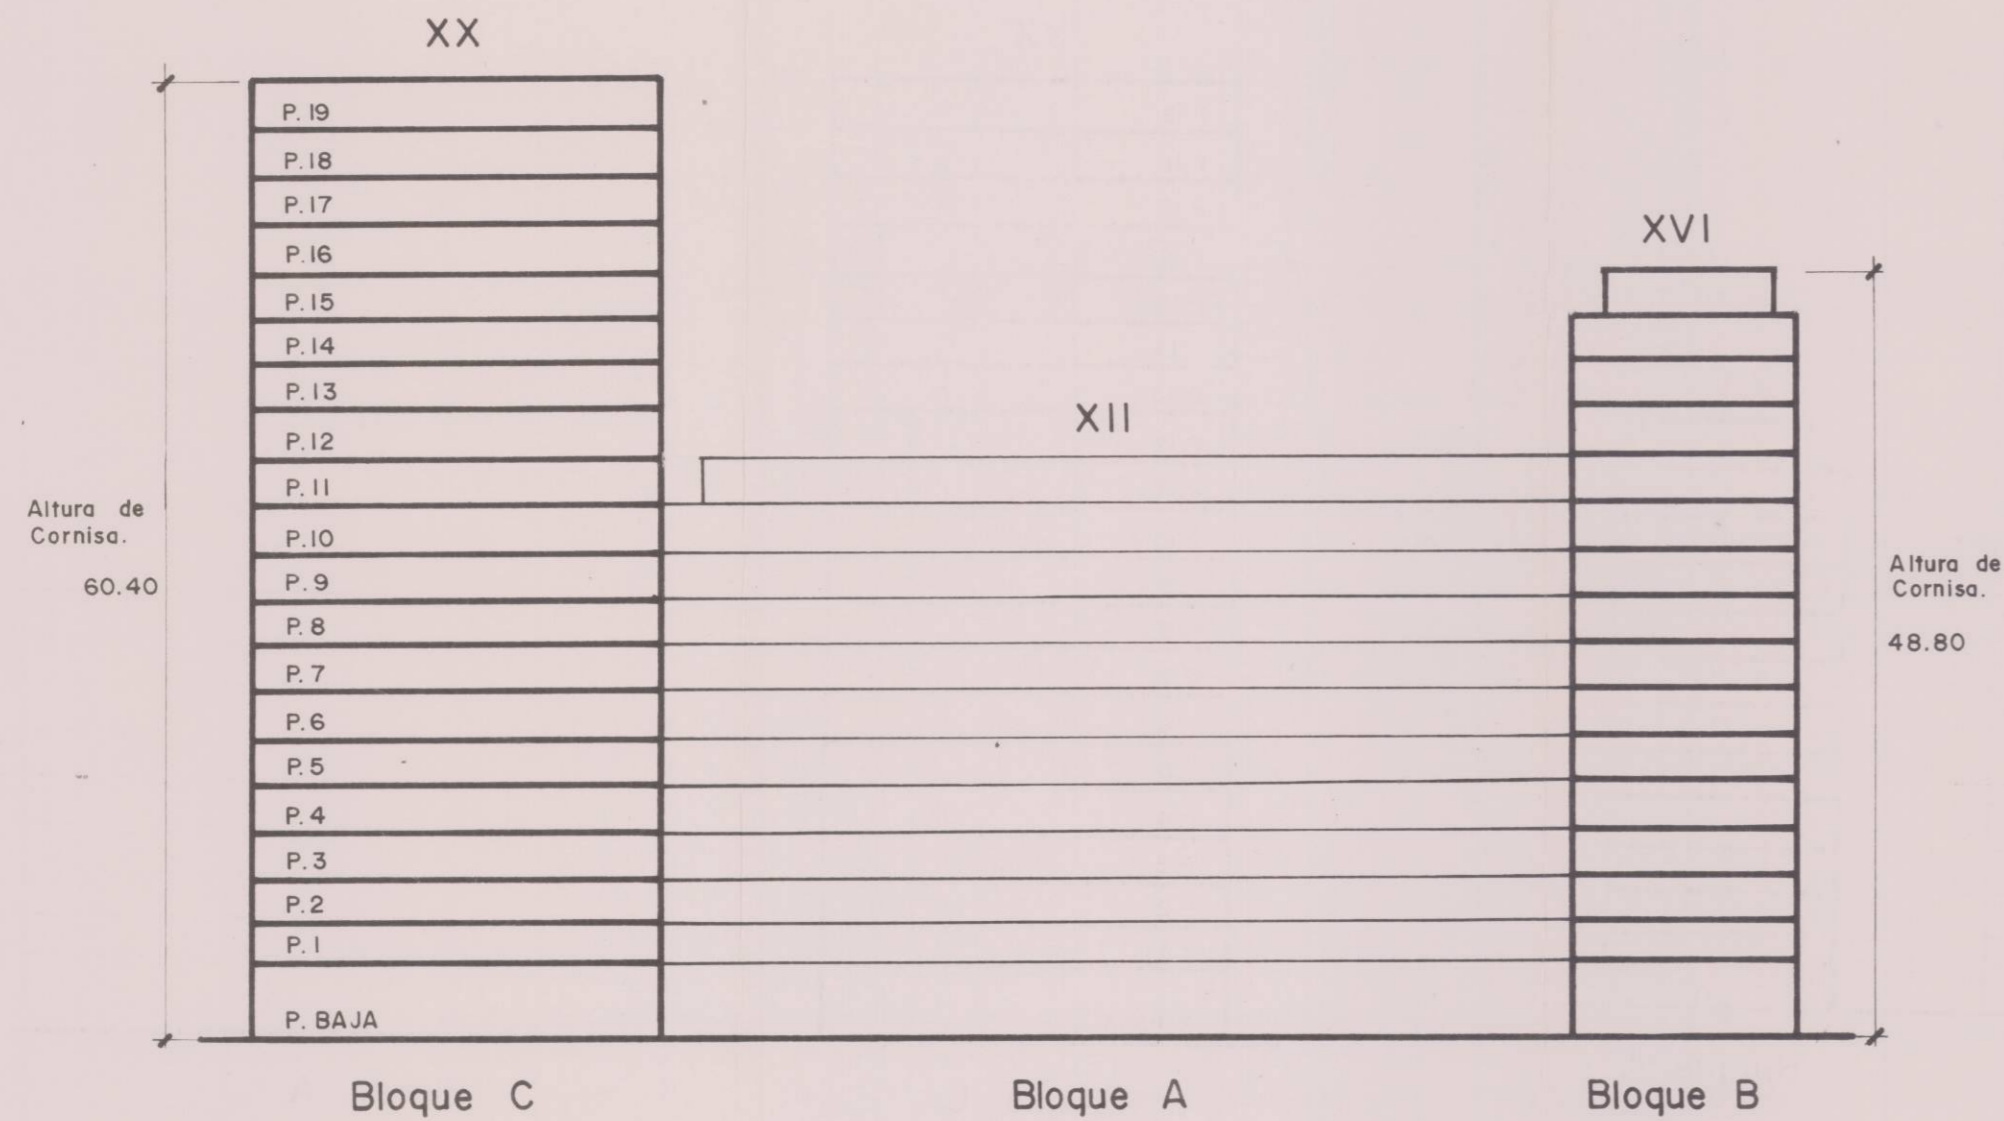 XX
P. 19
P. 18
P. 17
P. 16
P. 15
P. 14
P. 13
P. 12
P. 11
P. 10
P. 9
P. 8
P. 7
P. 6
P. 5
P. 4
P. 3
P. 2
P. 1
P. BAJA
Altura de
Cornisa.
60.40
XII
XVI
Altura de
Cornisa.
48.80
Bloque C
Bloque A
Bloque B